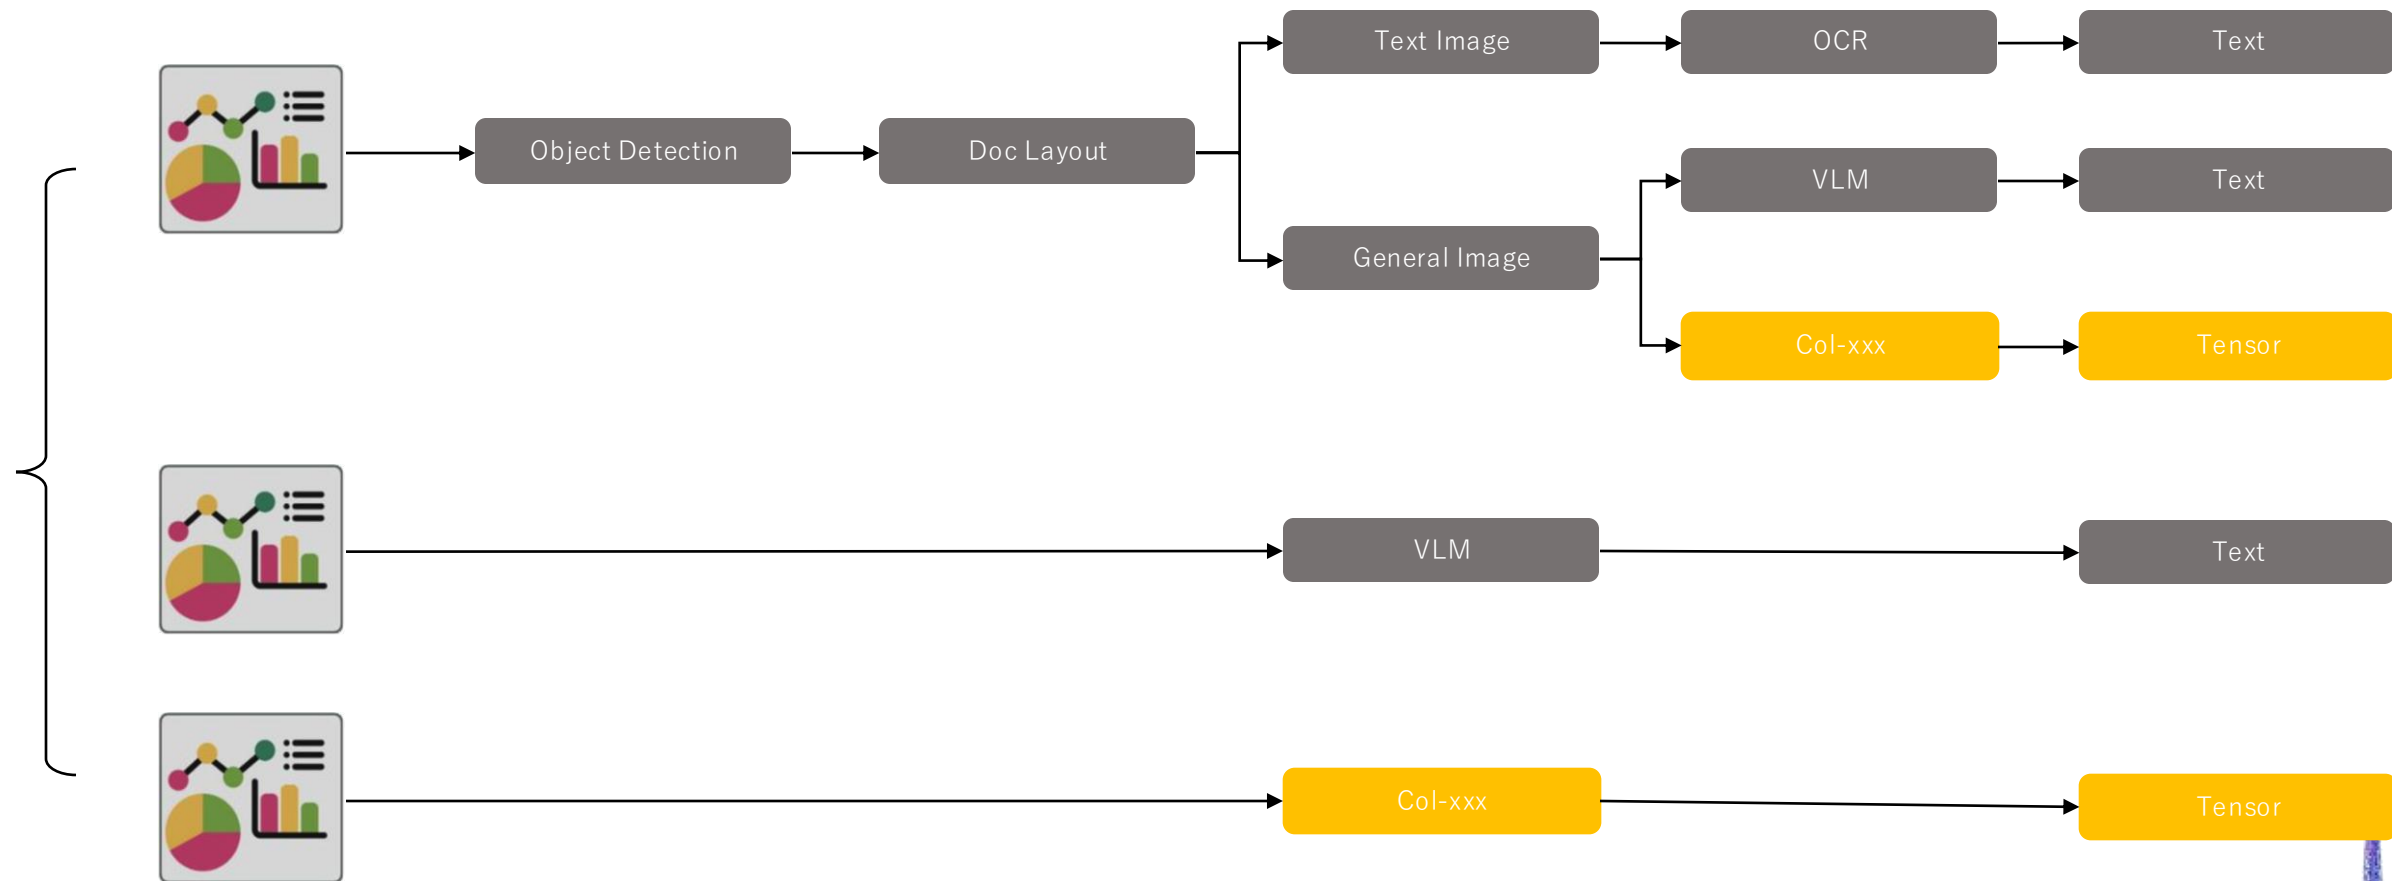 Text Image
OCR
Text
Object Detection
Doc Layout
VLM
Text
General Image
Col-xxx
Tensor
VLM
Text
Col-xxx
Tensor